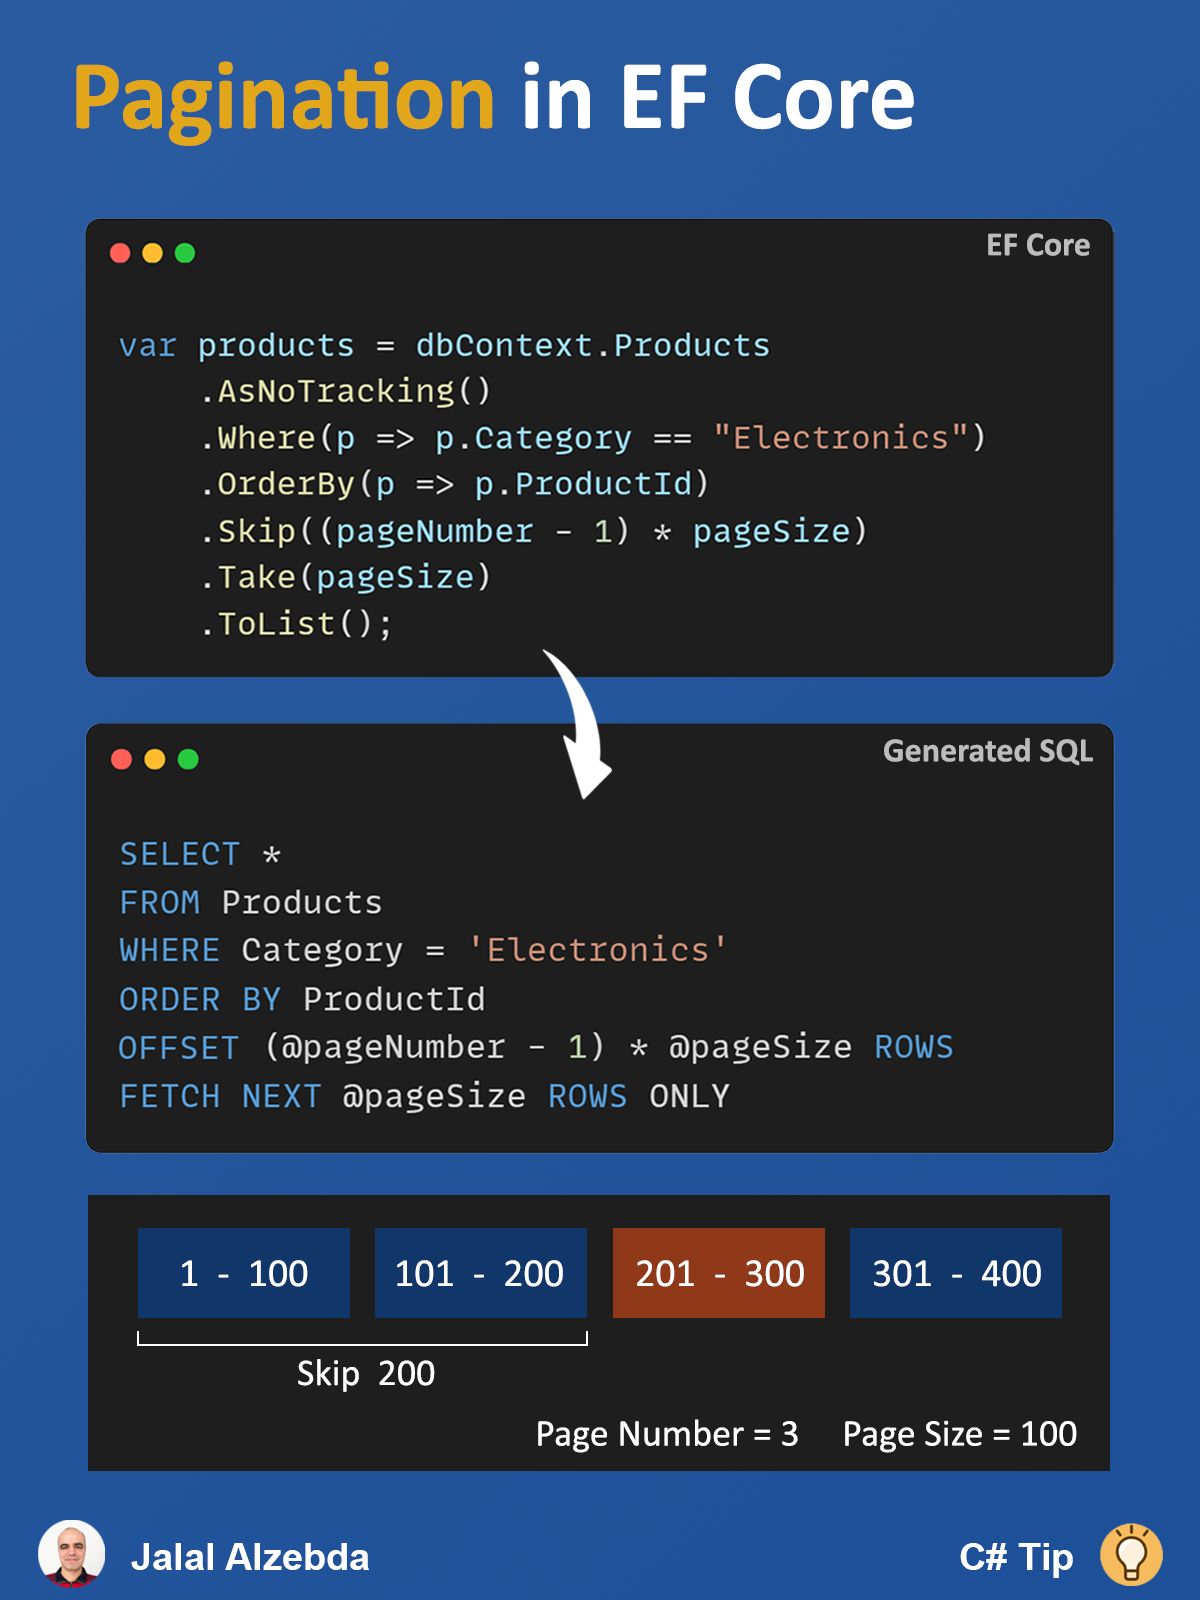 Pagination in EF Core
EF Core
var products = dbContext.Products
    .AsNoTracking()
    .Where(p => p.Category == "Electronics")
    .OrderBy(p => p.ProductId)
    .Skip((pageNumber - 1) * pageSize)
    .Take(pageSize)
    .ToList();
Generated SQL
SELECT *
FROM Products
WHERE Category = 'Electronics'
ORDER BY ProductId
OFFSET (@pageNumber - 1) * @pageSize ROWS
FETCH NEXT @pageSize ROWS ONLY
1 - 100 101 - 200 201 - 300 301 - 400
Skip 200
Page Number = 3 Page Size = 100
Jalal Alzebda C# Tip